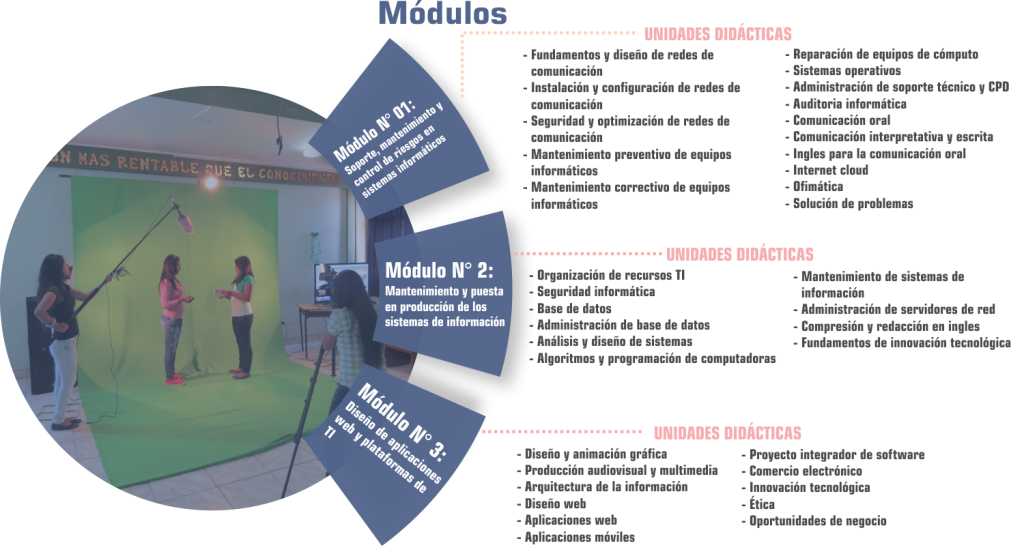 Módulos
UNIDADES DIDÁCTICAS
Módulo N° 01:
Soporte, mantenimiento y
control de riesgos en
sistemas informáticos
- Fundamentos y diseño de redes de
comunicación
- Instalación y configuración de redes de
comunicación
- Seguridad y optimización de redes de
comunicación
- Mantenimiento preventivo de equipos
informáticos
- Mantenimiento correctivo de equipos
informáticos
- Reparación de equipos de cómputo
- Sistemas operativos
- Administración de soporte técnico y CPD
- Auditoria informática
- Comunicación oral
- Comunicación interpretativa y escrita
- Ingles para la comunicación oral
- Internet cloud
- Ofimática
- Solución de problemas
MAS RENTABLE QUE EL CONOCIMIENTO
UNIDADES DIDÁCTICAS
Módulo N° 2:
Mantenimiento y puesta
en producción de los
sistemas de información
- Organización de recursos TI
- Seguridad informática
- Base de datos
- Administración de base de datos
- Análisis y diseño de sistemas
- Algoritmos y programación de computadoras
- Mantenimiento de sistemas de
información
- Administración de servidores de red
- Compresión y redacción en ingles
- Fundamentos de innovación tecnológica
UNIDADES DIDÁCTICAS
Módulo N° 3:
Diseño de aplicaciones
web y plataformas de
TI
- Diseño y animación gráfica
- Producción audiovisual y multimedia
- Arquitectura de la información
- Diseño web
- Aplicaciones web
- Aplicaciones móviles
- Proyecto integrador de software
- Comercio electrónico
- Innovación tecnológica
- Ética
- Oportunidades de negocio